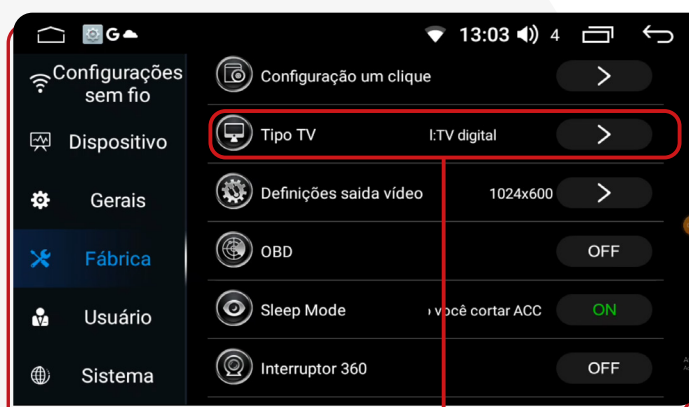 G
13:03
4
Configurações
sem fio
Dispositivo
Gerais
Fábrica
Usuário
Sistema
Configuração um clique
Tipo TV
l:TV digital
Definições saida vídeo
1024x600
OBD
OFF
Sleep Mode
você cortar ACC
ON
Interruptor 360
OFF